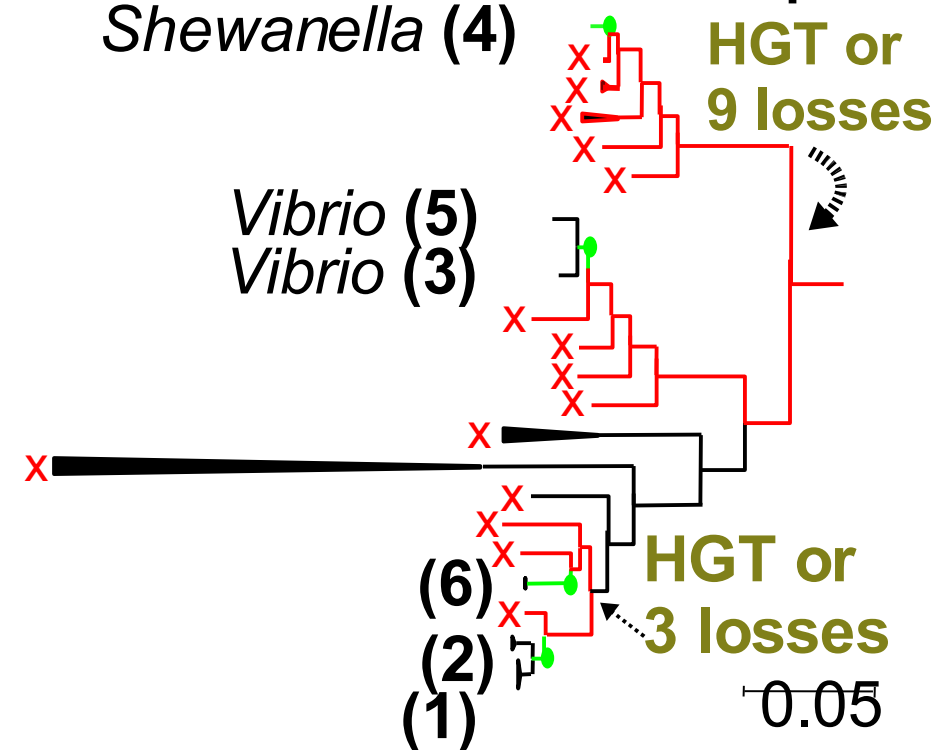 Shewanella (4)
HGT or
9 losses
X
X
X
X
X
Vibrio (5)
Vibrio (3)
X
X
X
X
X
X
X
X
X
HGT or
3 losses
(6)
X
(2)
(1)
0.05